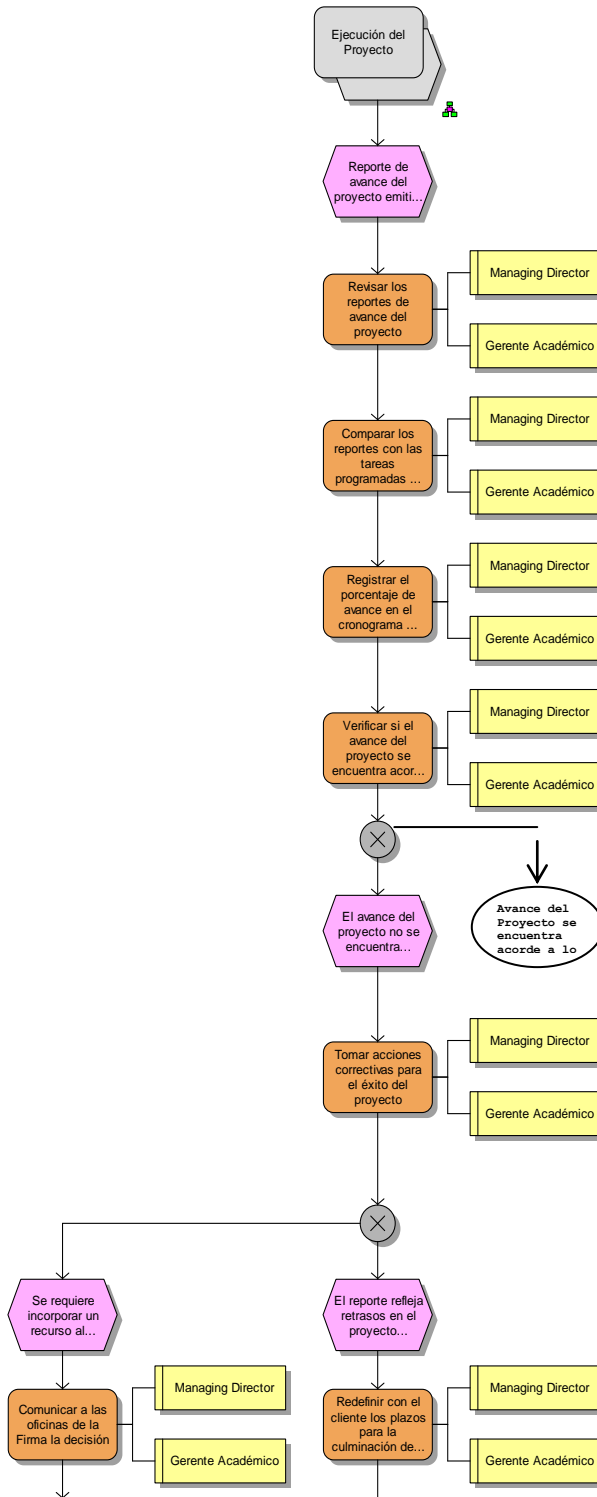 Ejecución del
Proyecto
Reporte de
avance del
proyecto emiti...
Revisar los
reportes de
avance del
proyecto
Managing Director
Gerente Académico
Comparar los
reportes con las
tareas
programadas ...
Managing Director
Gerente Académico
Registrar el
porcentaje de
avance en el
cronograma ...
Managing Director
Gerente Académico
Verificar si el
avance del
proyecto se
encuentra acor...
Managing Director
Gerente Académico
El avance del
proyecto no se
encuentra...
Avance del
Proyecto se
encuentra
acorde a lo
Tomar acciones
correctivas para
el éxito del
proyecto
Managing Director
Gerente Académico
Se requiere
incorporar un
recurso al...
El reporte refleja
retrasos en el
proyecto...
Comunicar a las
oficinas de la
Firma la decisión
Managing Director
Gerente Académico
Redefinir con el
cliente los plazos
para la
culminación de...
Managing Director
Gerente Académico